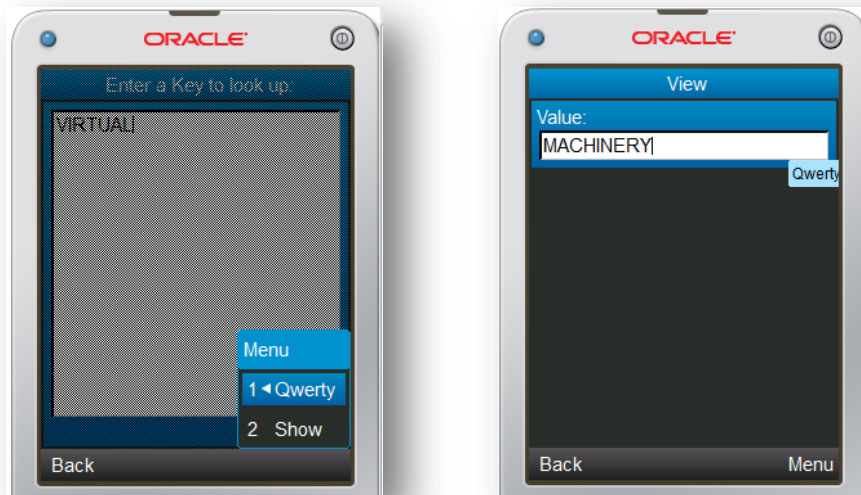 ORACLE
Enter a Key to look up:
VIRTUAL
Menu
1 Qwerty
2 Show
Back
ORACLE
View
Value:
MACHINERY
Qwerty
Back
Menu